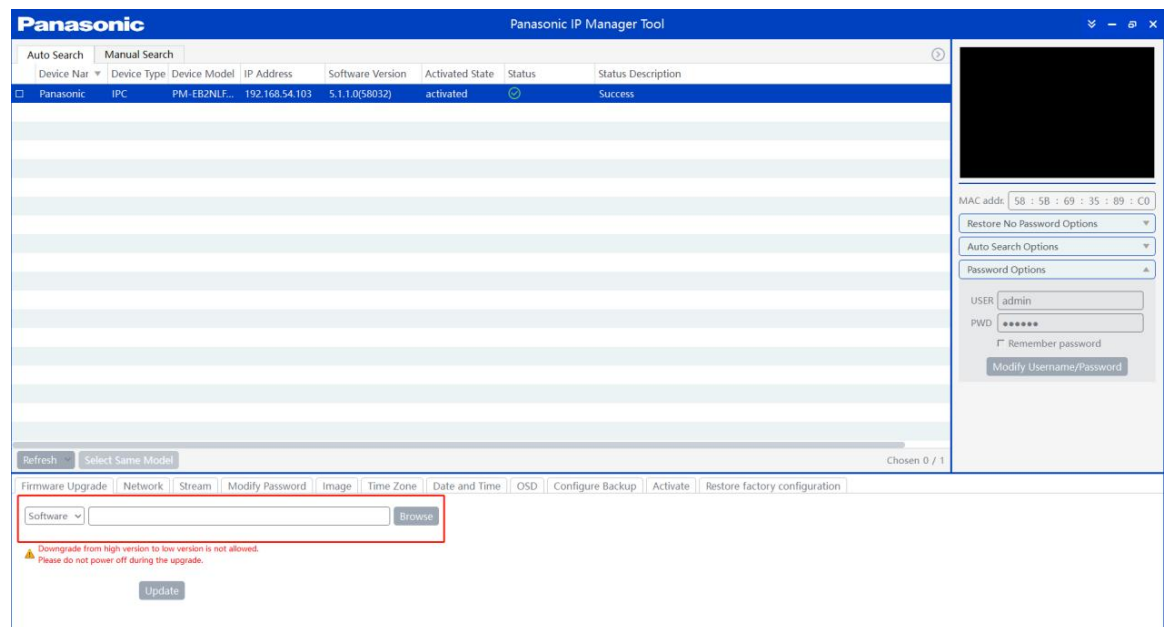 Panasonic Panasonic IP Manager Tool
Auto Search Manual Search
Device Nar Device Type Device Model IP Address Software Version Activated State Status Status Description
Panasonic IPC PM-EB2NLF... 192.168.54.103 5.1.1.0(58032) activated Success
MAC addr. 58 : 5B : 69 : 35 : 89 : C0
Restore No Password Options
Auto Search Options
Password Options
USER admin
PWD ●●●●●●
Remember password
Modify Username/Password
Refresh Select Same Model Chosen 0 / 1
Firmware Upgrade Network Stream Modify Password Image Time Zone Date and Time OSD Configure Backup Activate Restore factory configuration
Software Browse
Downgrade from high version to low version is not allowed.
Please do not power off during the upgrade.
Update